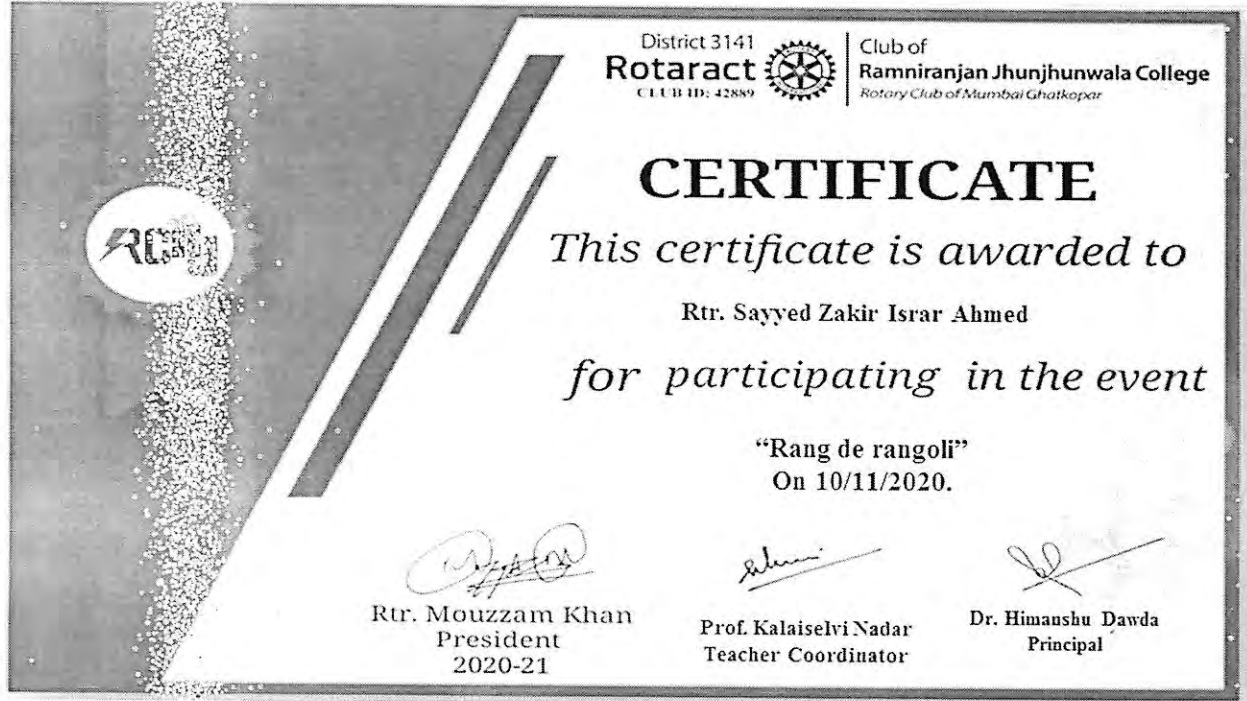 District 3141
Rotaract
CLUB ID: 42889
Club of
Ramniranjan Jhunjhunwala College
Rotary Club of Mumbai Ghatkopar
CERTIFICATE
This certificate is awarded to
Rtr. Sayyed Zakir Israr Ahmed
for participating in the event
“Rang de rangoli”
On 10/11/2020.
Rtr. Mouzzam Khan
President
2020-21
Prof. Kalaiselvi Nadar
Teacher Coordinator
Dr. Himanshu Dawda
Principal